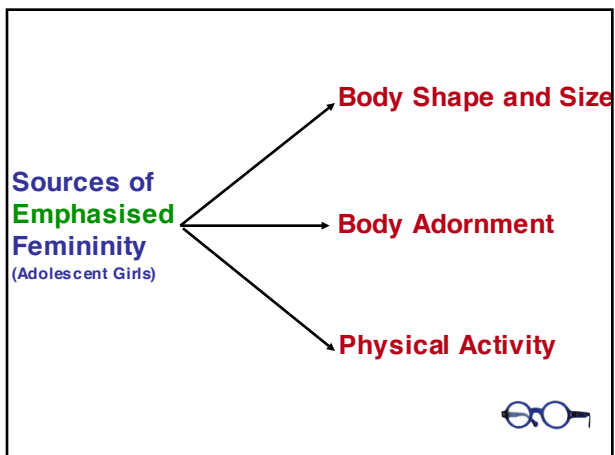 Sources of
Emphasised
Femininity
(Adolescent Girls)
Body Shape and Size
Body Adornment
Physical Activity